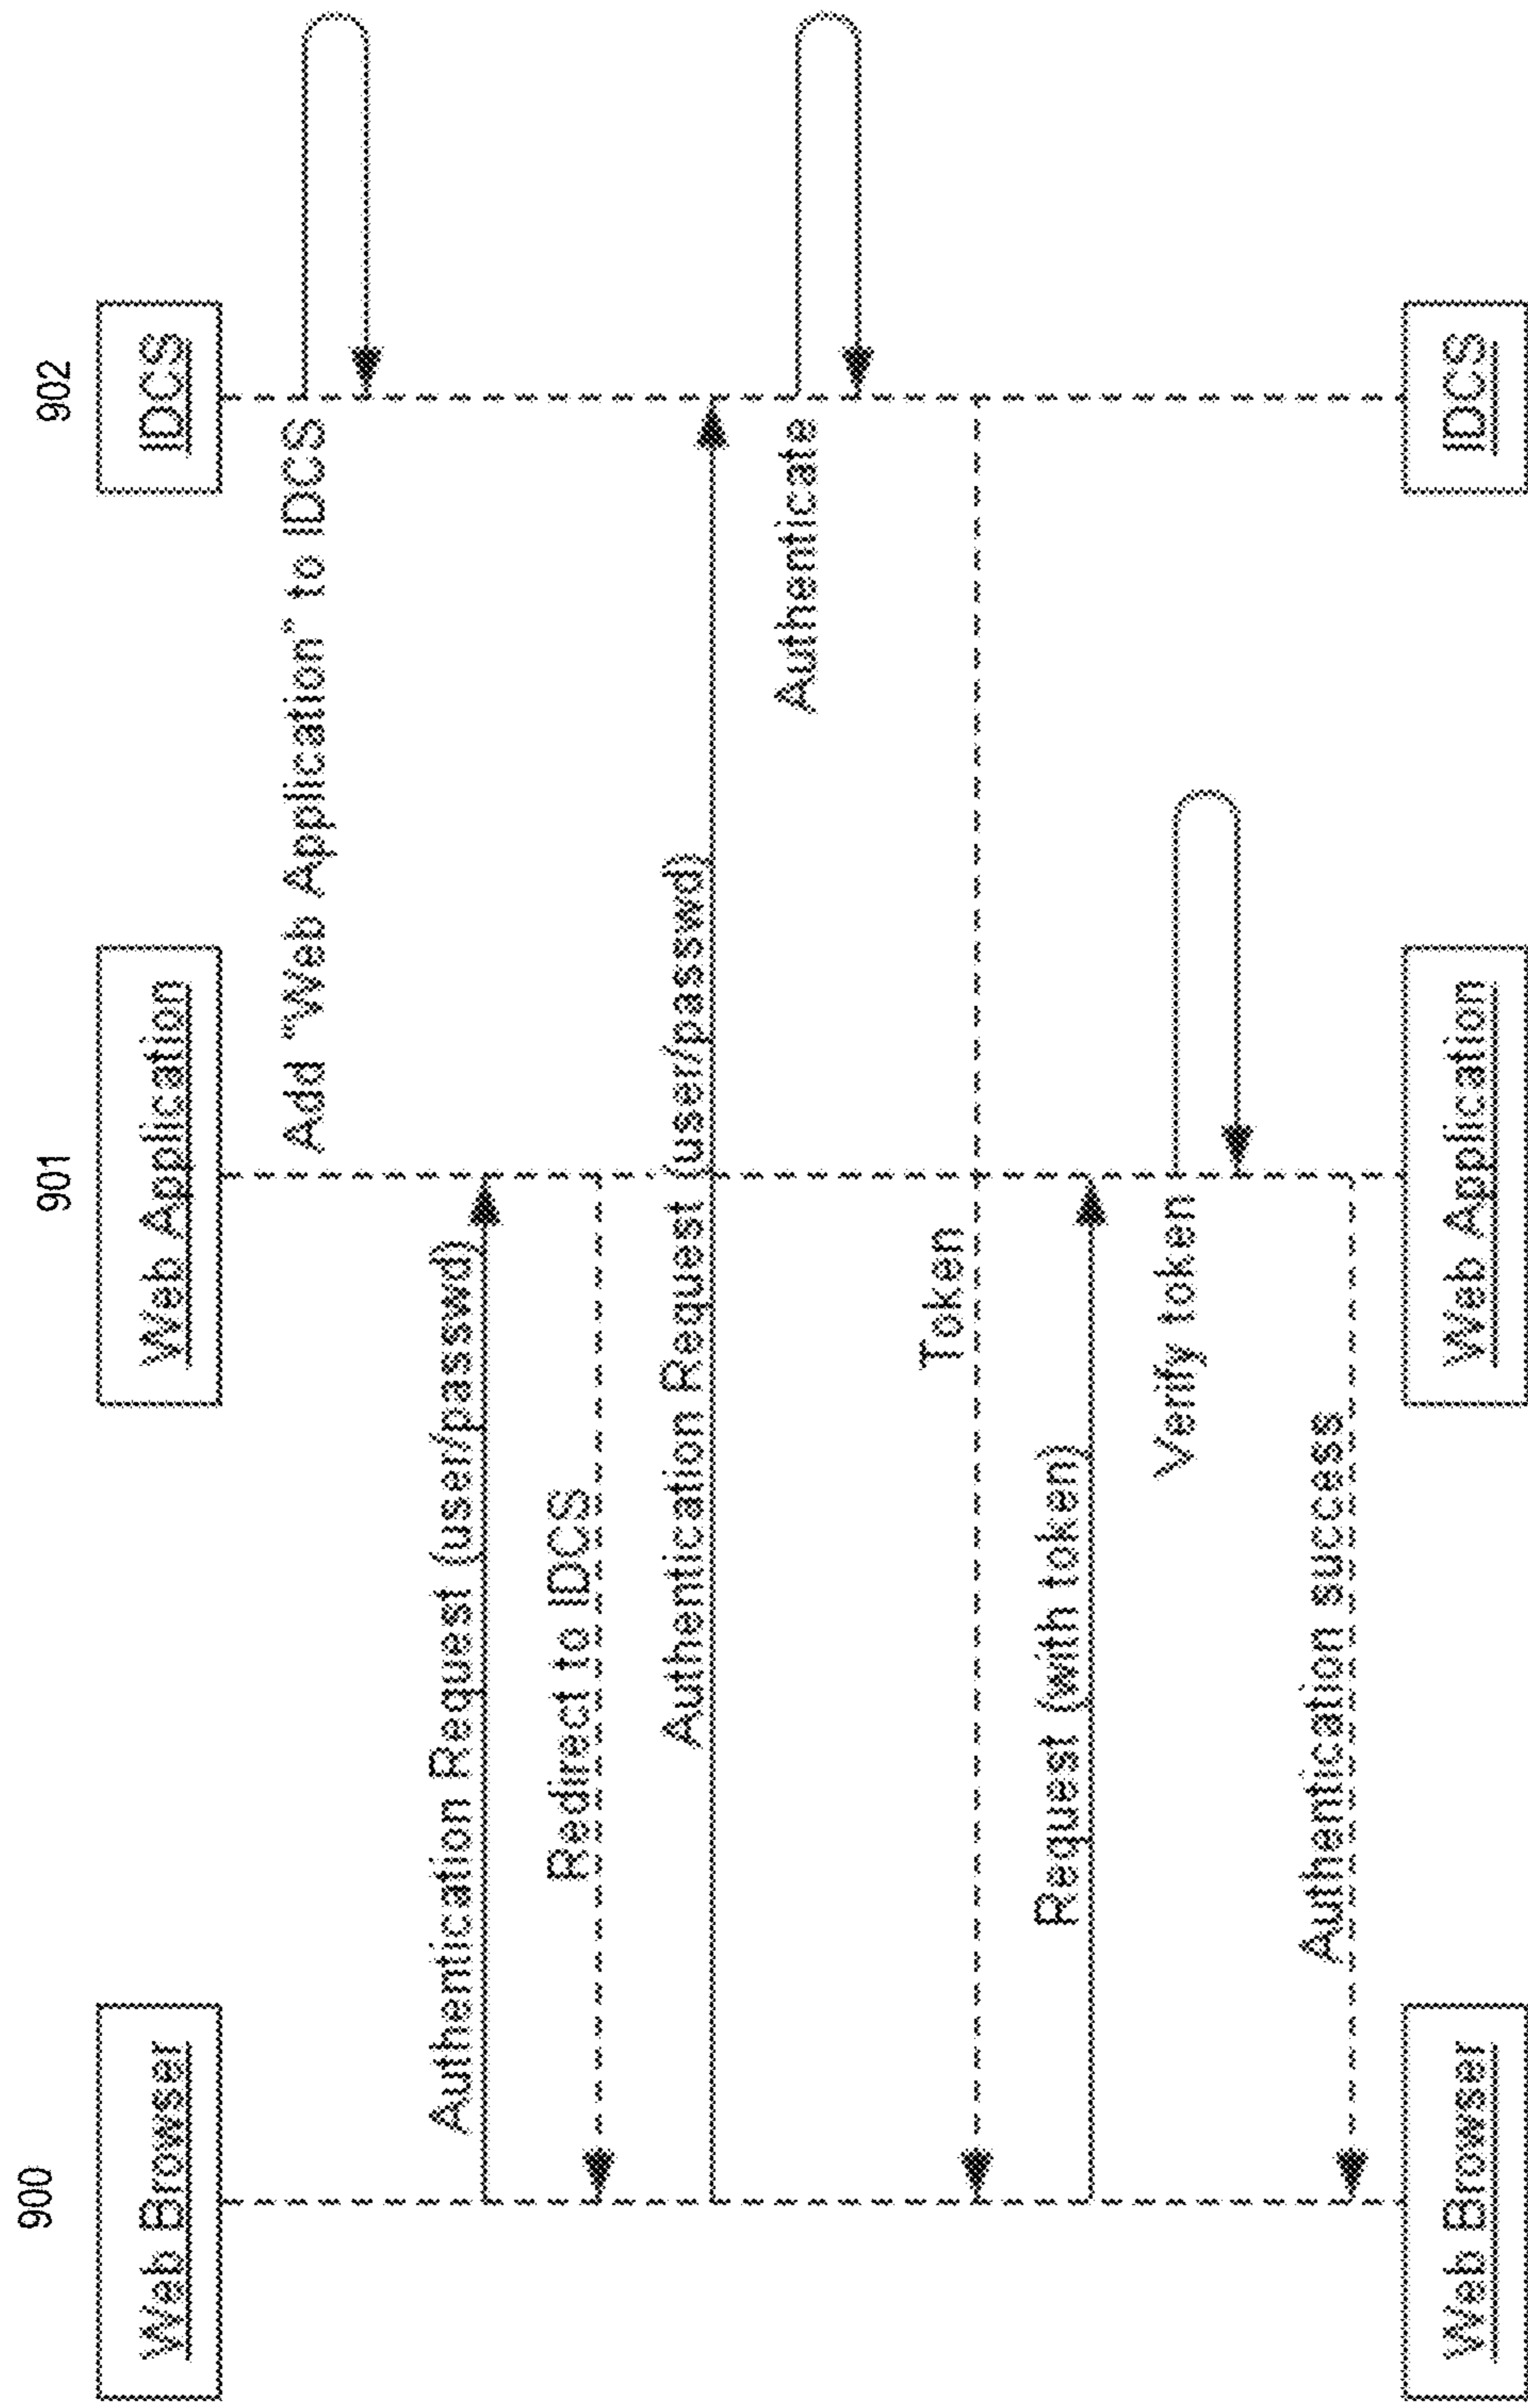 900
901
902
Web Browser
Web Application
IDCS
Add "Web Application" to IDCS
Authentication Request (user/passwd)
Redirect to IDCS
Authentication Request (user/passwd)
Authenticate
Token
Request (with token)
Verify token
Authentication success
Web Browser
Web Application
IDCS